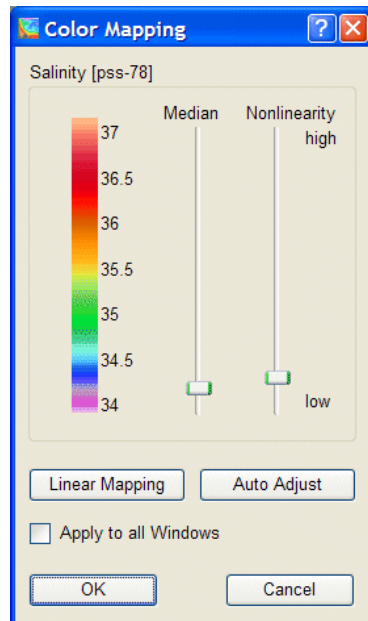 Color Mapping
Salinity [pss-78]
Median Nonlinearity
high
37
36.5
36
35.5
35
34.5
34
low
Linear Mapping Auto Adjust
Apply to all Windows
OK Cancel